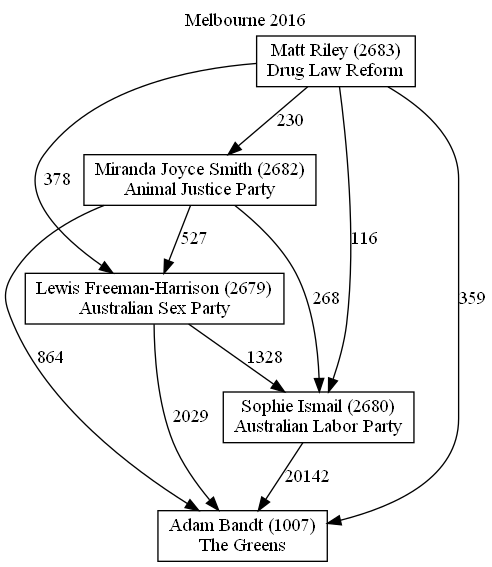 Melbourne 2016
Matt Riley (2683)
Drug Law Reform
230
Miranda Joyce Smith (2682)
Animal Justice Party
378
527
116
Lewis Freeman-Harrison (2679)
Australian Sex Party
268
359
864
1328
Sophie Ismail (2680)
Australian Labor Party
2029
20142
Adam Bandt (1007)
The Greens